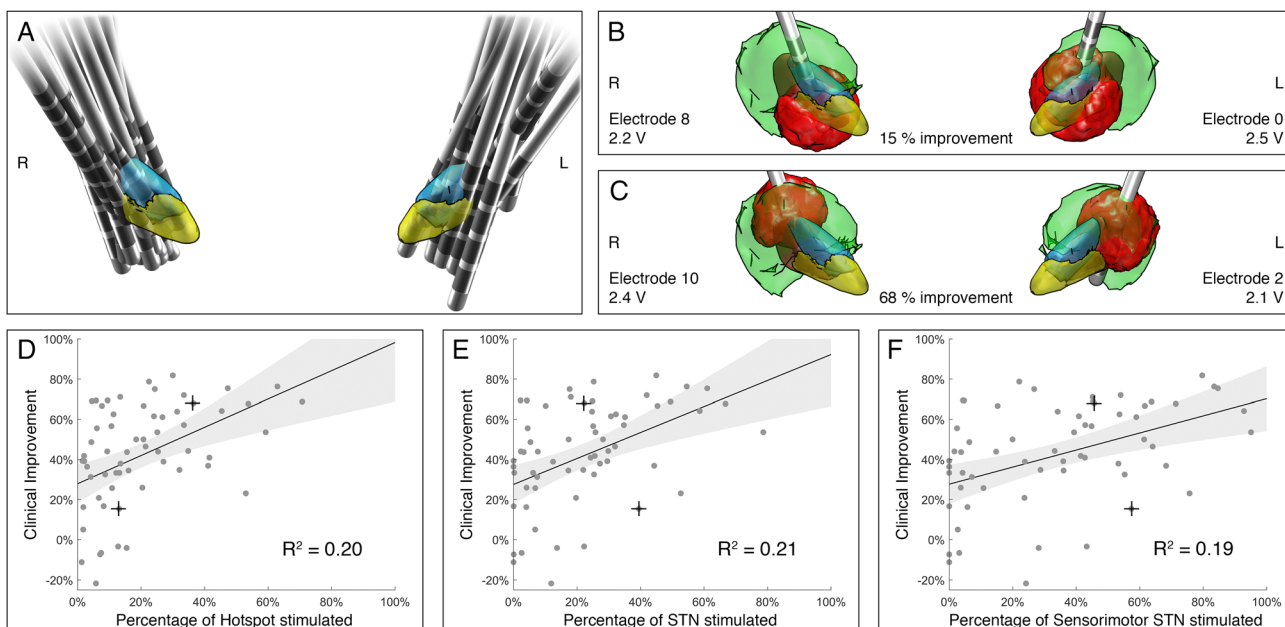 A
R
L
B
R
L
Electrode 8
2.2 V
15 % improvement
Electrode 0
2.5 V
C
R
L
Electrode 10
2.4 V
68 % improvement
Electrode 2
2.1 V
D
Clinical Improvement
100%
80%
60%
40%
20%
0%
-20%
R² = 0.20
0% 20% 40% 60% 80% 100%
Percentage of Hotspot stimulated
E
Clinical Improvement
100%
80%
60%
40%
20%
0%
-20%
R² = 0.21
0% 20% 40% 60% 80% 100%
Percentage of STN stimulated
F
Clinical Improvement
100%
80%
60%
40%
20%
0%
-20%
R² = 0.19
0% 20% 40% 60% 80% 100%
Percentage of Sensorimotor STN stimulated